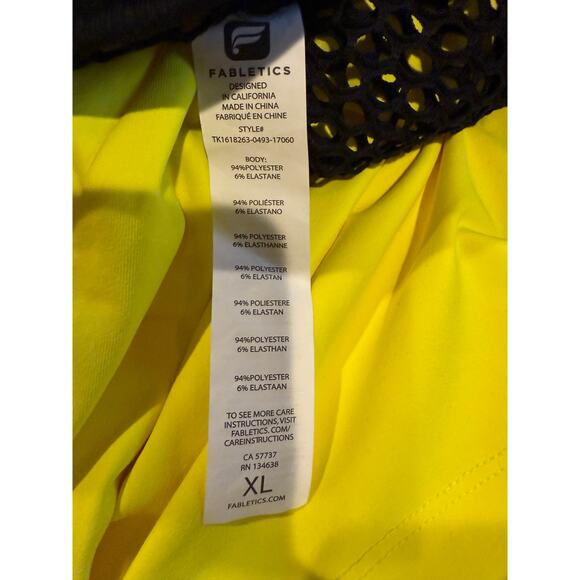 FABLETICS
DESIGNED
IN CALIFORNIA
MADE IN CHINA
FABRIQUÉ EN CHINE
STYLE#
TK1618263-0493-17060
BODY:
94%POLYESTER
6% ELASTANE
94% POLIÉSTER
6% ELASTANO
94% POLYESTER
6% ELASTHANNE
94% POLYESTER
6% ELASTAN
94% POLIESTERE
6% ELASTAN
94%POLYESTER
6% ELASTHAN
94%POLYESTER
6% ELASTAAN
TO SEE MORE CARE
INSTRUCTIONS, VISIT
FABLETICS. COM/
CAREINSTRUCTIONS
CA 57737
RN 134638
XL
FABLETICS.COM